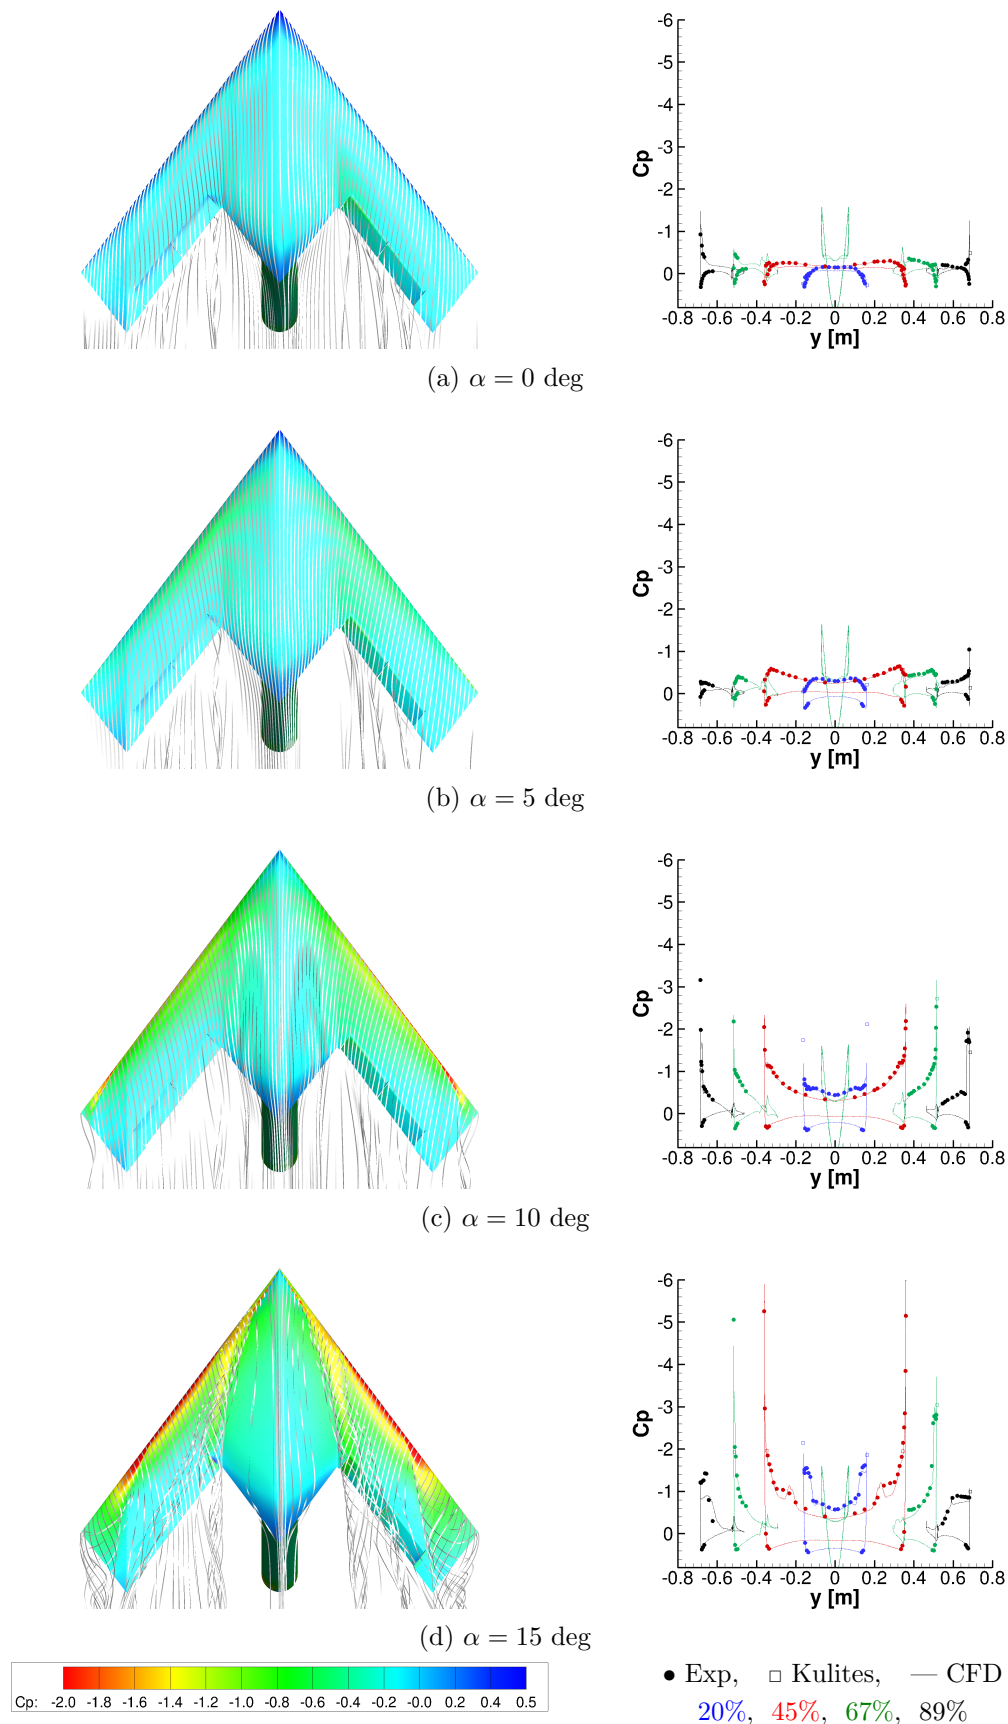 -6
-5
-4
-3
-2
-1
0
Cp
-0.8 -0.6 -0.4 -0.2 0 0.2 0.4 0.6 0.8
y [m]
(a) α = 0 deg
-6
-5
-4
-3
-2
-1
0
Cp
-0.8 -0.6 -0.4 -0.2 0 0.2 0.4 0.6 0.8
y [m]
(b) α = 5 deg
-6
-5
-4
-3
-2
-1
0
Cp
-0.8 -0.6 -0.4 -0.2 0 0.2 0.4 0.6 0.8
y [m]
(c) α = 10 deg
-6
-5
-4
-3
-2
-1
0
Cp
-0.8 -0.6 -0.4 -0.2 0 0.2 0.4 0.6 0.8
y [m]
(d) α = 15 deg
Cp: -2.0 -1.8 -1.6 -1.4 -1.2 -1.0 -0.8 -0.6 -0.4 -0.2 0.2 0.4 0.5
Exp, Kulites, CFD
20%, 45%, 67%, 89%